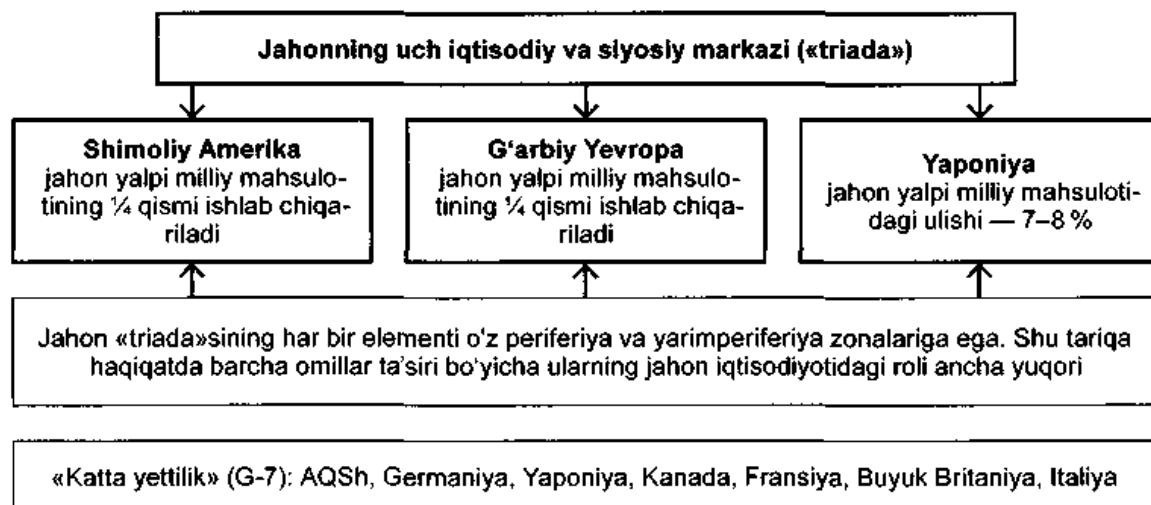 Jahonning uch iqtisodiy va siyosiy markazi («triada»)
Shimoliy Amerika
jahon yalpi milliy mahsulo-
tining ¼ qismi ishlab chiqa-
riladi
G‘arbiy Yevropa
jahon yalpi milliy mahsulo-
tining ¼ qismi ishlab chiqa-
riladi
Yaponiya
jahon yalpi milliy mahsuloti-
dagi ulishi — 7–8 %
Jahon «triada»sining har bir elementi o‘z periferiya va yarimperiferiya zonalariga ega. Shu tariqa
haqiqatda barcha omillar ta’siri bo‘yicha ularning jahon iqtisodiyotidagi roli ancha yuqori
«Katta yettilik» (G-7): AQSh, Germaniya, Yaponiya, Kanada, Fransiya, Buyuk Britaniya, Italiya